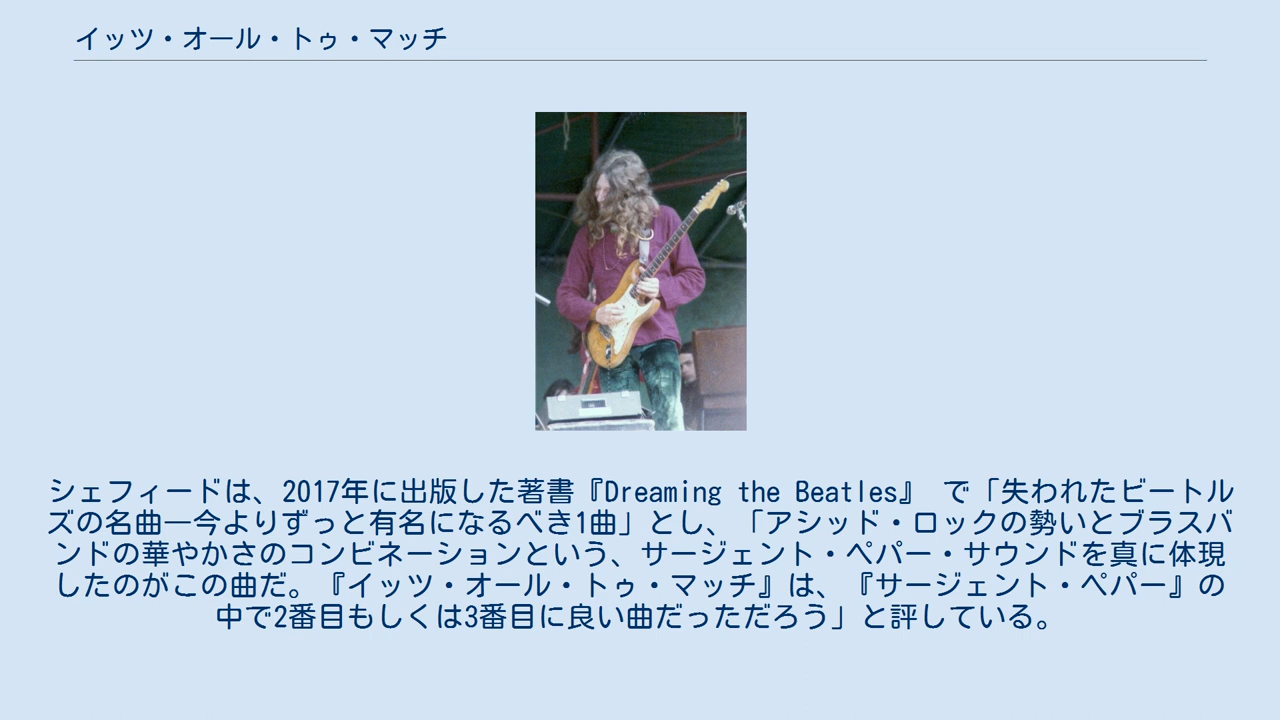 イッツ・オール・トゥ・マッチ
シェフィードは、2017年に出版した著書『Dreaming the Beatles』 で「失われたビートル
ズの名曲―今よりずっと有名になるべき1曲」とし、「アシッド・ロックの勢いとブラスバ
ンドの華やかさのコンビネーションという、サージェント・ペパー・サウンドを真に体現
したのがこの曲だ。『イッツ・オール・トゥ・マッチ』は、『サージェント・ペパー』の
中で2番目もしくは3番目に良い曲だっただろう」と評している。